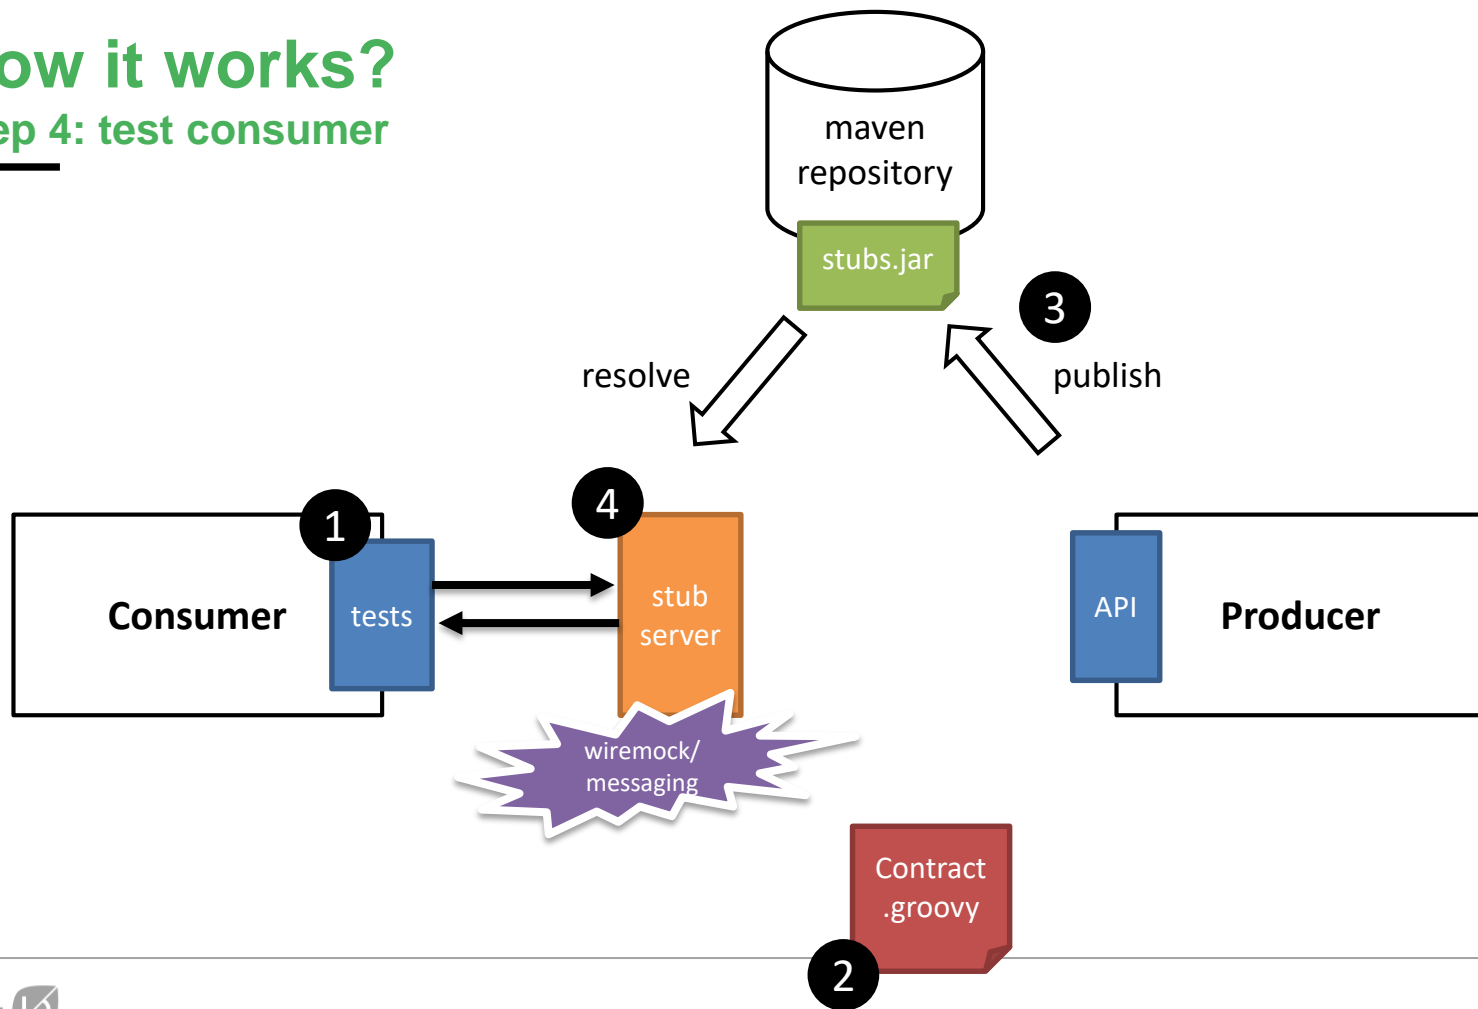 ow it works?
ep 4: test consumer
maven
repository
stubs.jar
3
resolve
publish
1
4
Consumer
tests
stub
server
API
Producer
wiremock/
messaging
Contract
.groovy
2